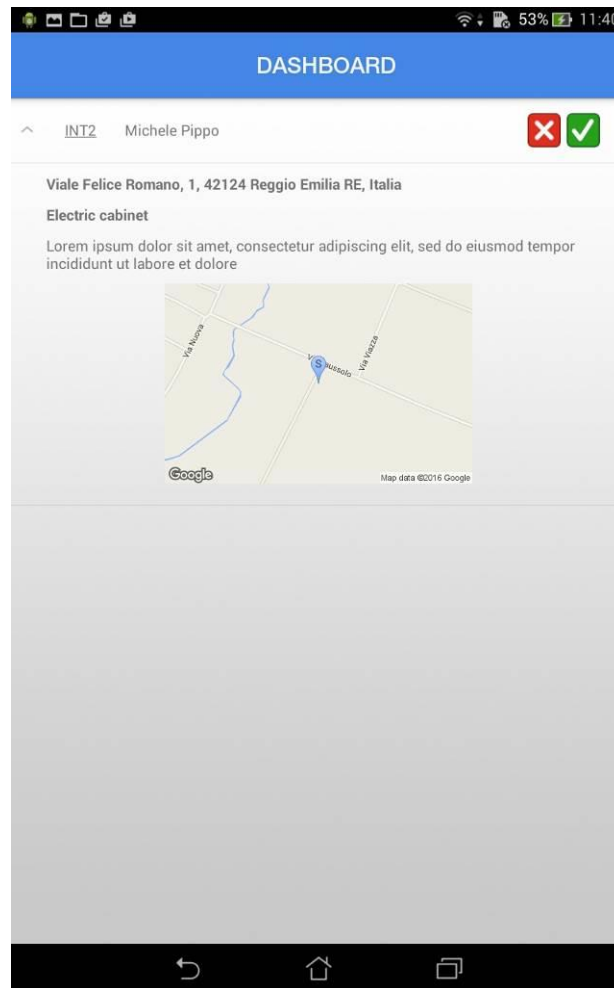 53% 11:40
DASHBOARD
INT2 Michele Pippo
Viale Felice Romano, 1, 42124 Reggio Emilia RE, Italia
Electric cabinet
Lorem ipsum dolor sit amet, consectetur adipiscing elit, sed do eiusmod tempor
incididunt ut labore et dolore
Via Nuova
S
Via Viazza
Google
Map data ©2016 Google